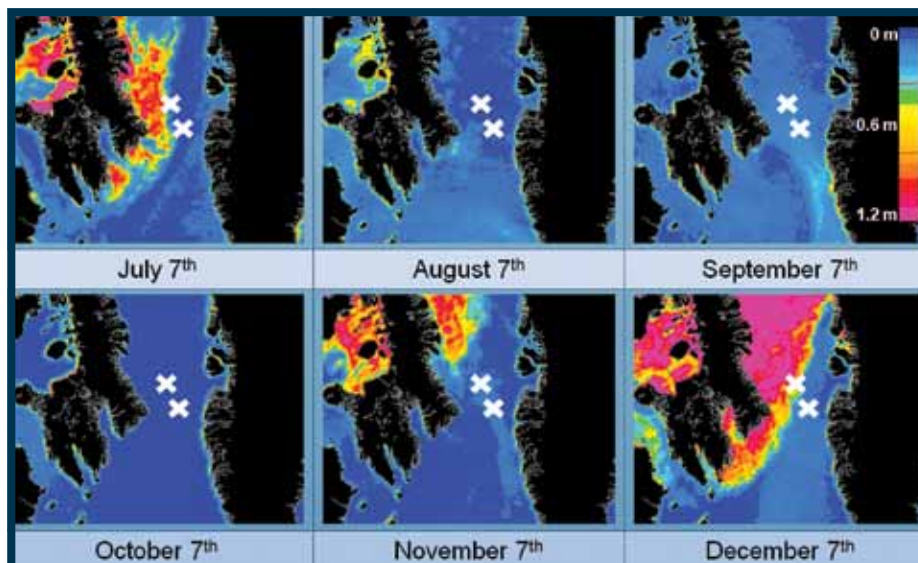 0 m
0.6 m
1.2 m
July 7th
August 7th
September 7th
October 7th
November 7th
December 7th